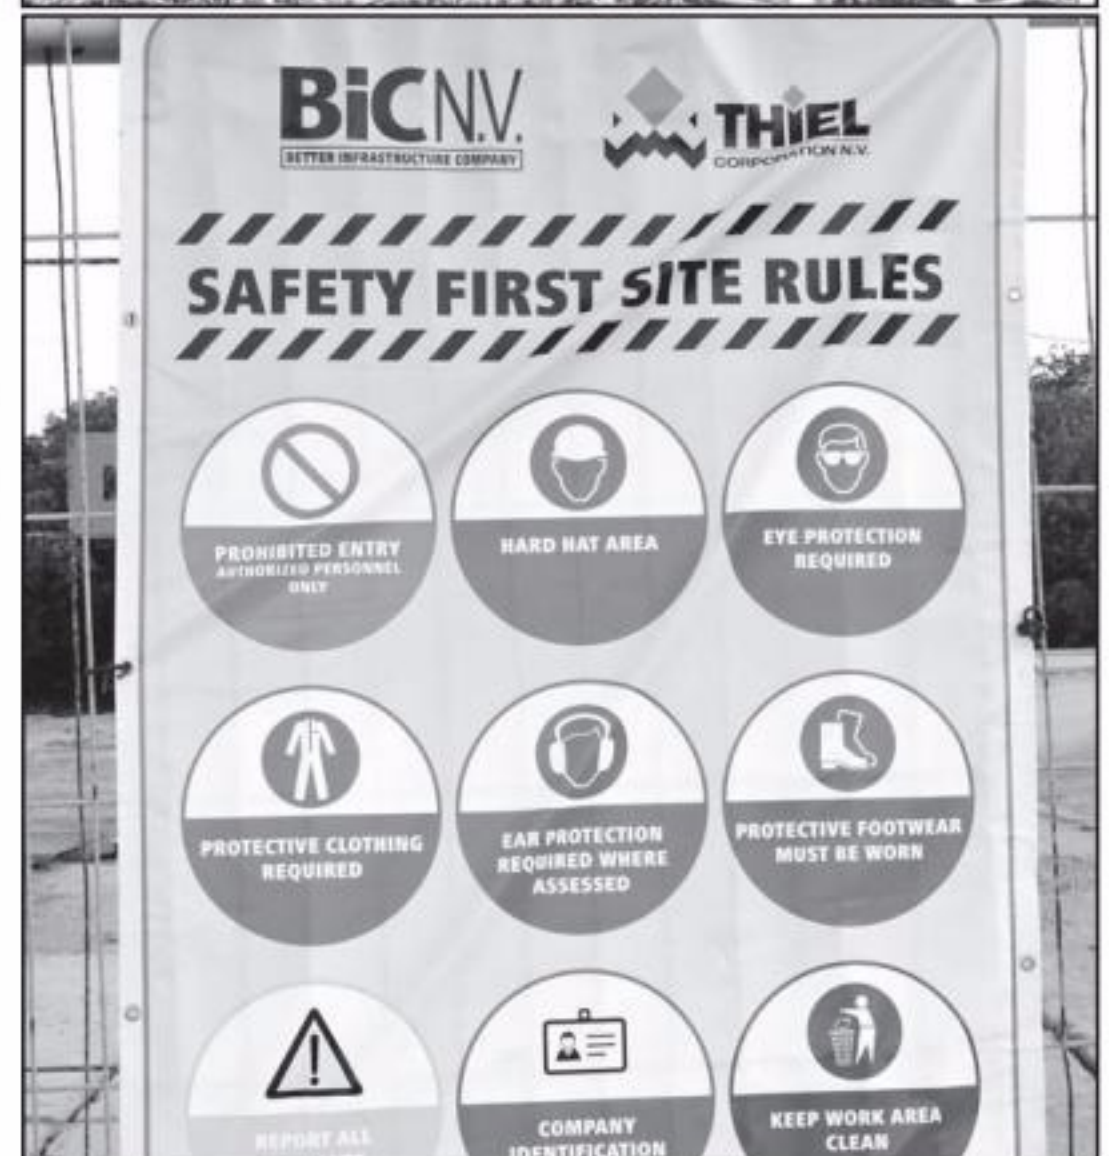 BiC N.V.
BETTER INFRASTRUCTURE COMPANY
THiEL
CORPORATION N.V.
SAFETY FIRST SITE RULES
PROHIBITED ENTRY
AUTHORIZED PERSONNEL
ONLY
HARD HAT AREA
EYE PROTECTION
REQUIRED
PROTECTIVE CLOTHING
REQUIRED
EAR PROTECTION
REQUIRED WHERE
ASSESSED
PROTECTIVE FOOTWEAR
MUST BE WORN
REPORT ALL
COMPANY
IDENTIFICATION
KEEP WORK AREA
CLEAN